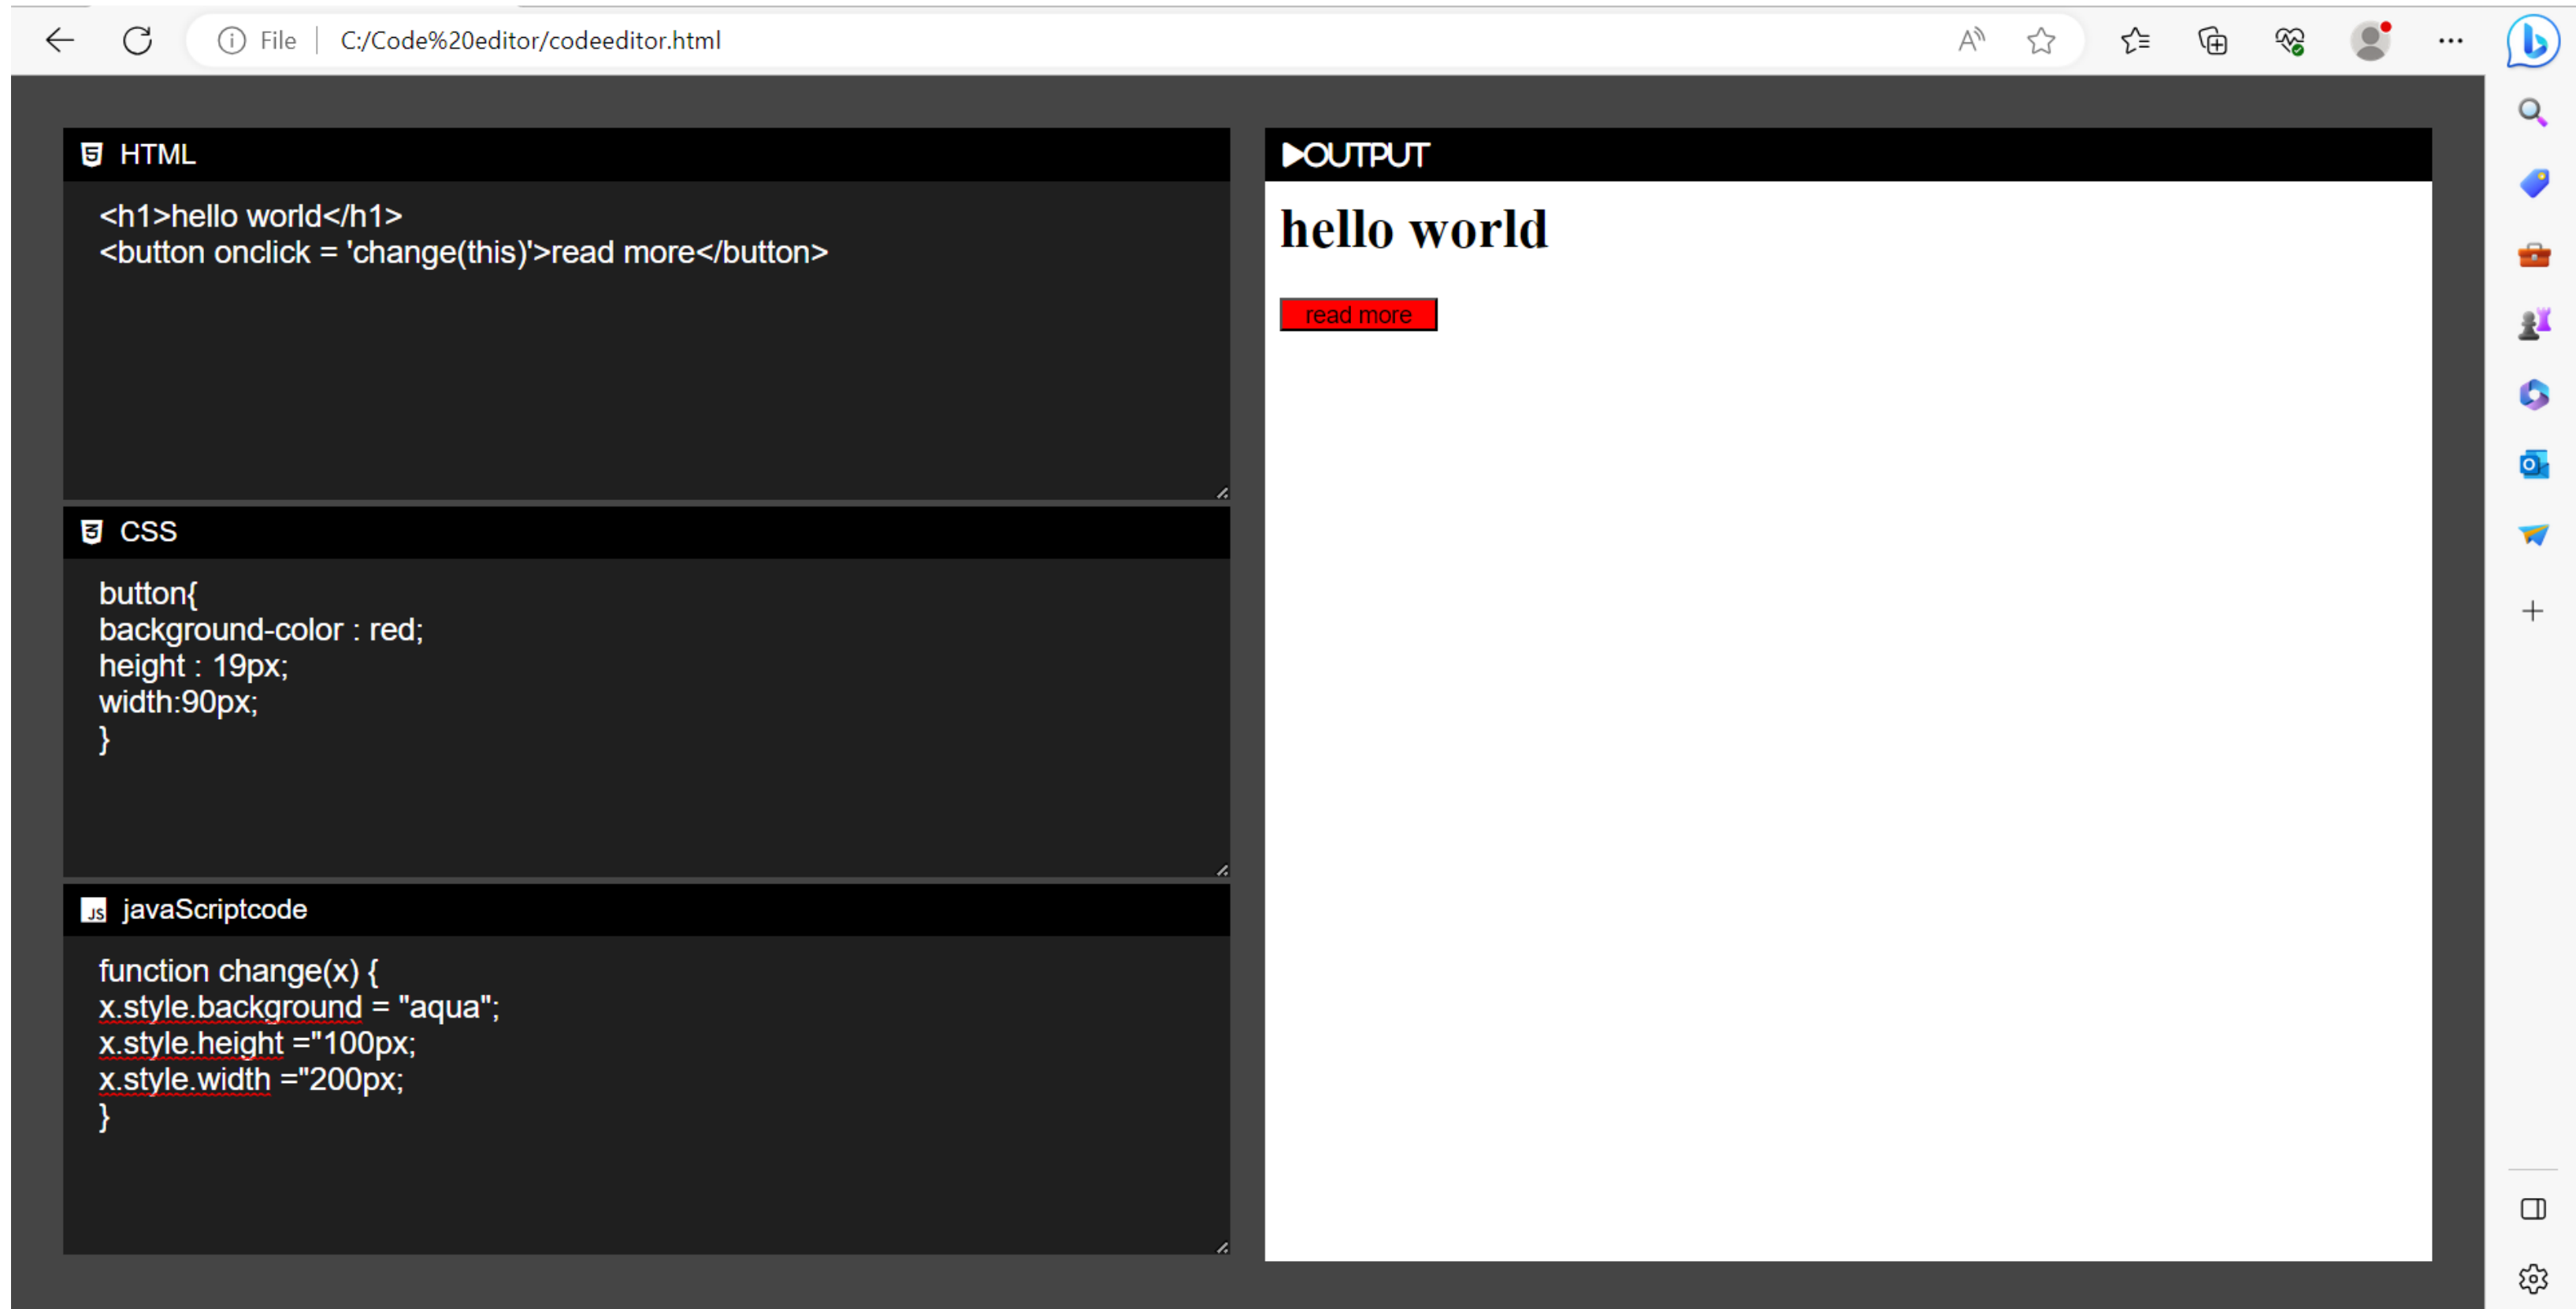 File C:/Code%20editor/codeeditor.html
HTML
<h1>hello world</h1>
<button onclick = 'change(this)'>read more</button>
CSS
button{
background-color : red;
height : 19px;
width:90px;
}
JS javaScriptcode
function change(x) {
x.style.background = "aqua";
x.style.height ="100px;
x.style.width ="200px;
}
OUTPUT
hello world
read more